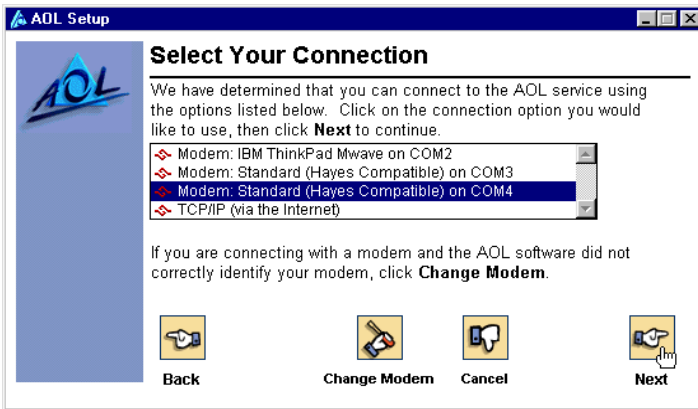 AOL Setup
AOL
Select Your Connection
We have determined that you can connect to the AOL service using
the options listed below. Click on the connection option you would
like to use, then click Next to continue.
Modem: IBM ThinkPad Mwave on COM2
Modem: Standard (Hayes Compatible) on COM3
Modem: Standard (Hayes Compatible) on COM4
TCP/IP (via the Internet)
If you are connecting with a modem and the AOL software did not
correctly identify your modem, click Change Modem.
Back
Change Modem
Cancel
Next